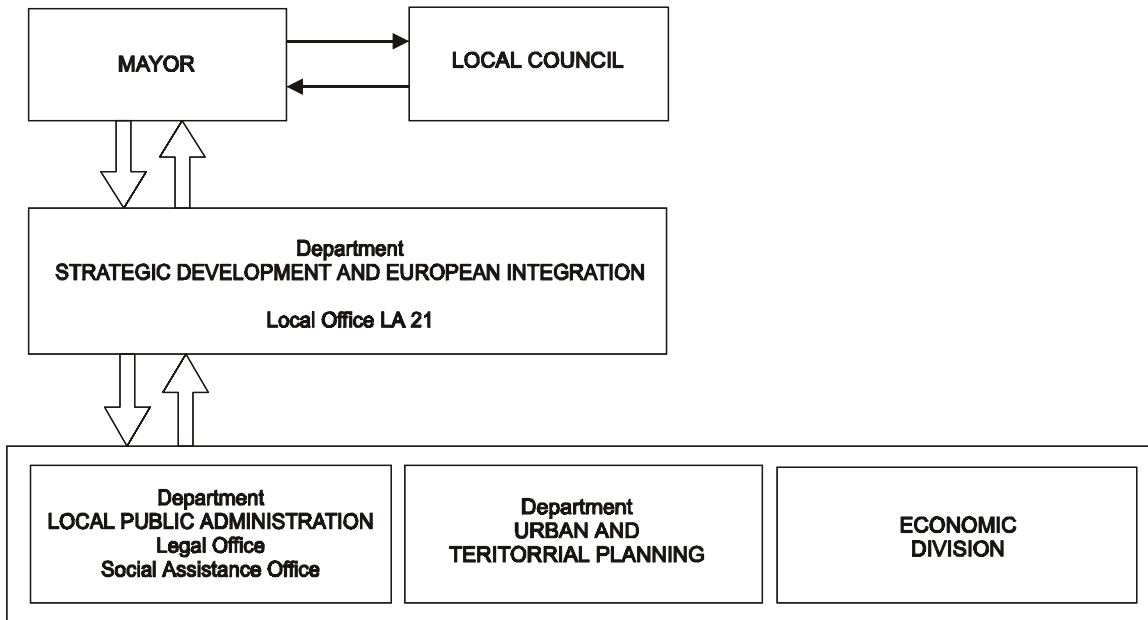 MAYOR
LOCAL COUNCIL
Department
STRATEGIC DEVELOPMENT AND EUROPEAN INTEGRATION
Local Office LA 21
Department
LOCAL PUBLIC ADMINISTRATION
Legal Office
Social Assistance Office
Department
URBAN AND
TERITORRIAL PLANNING
ECONOMIC
DIVISION